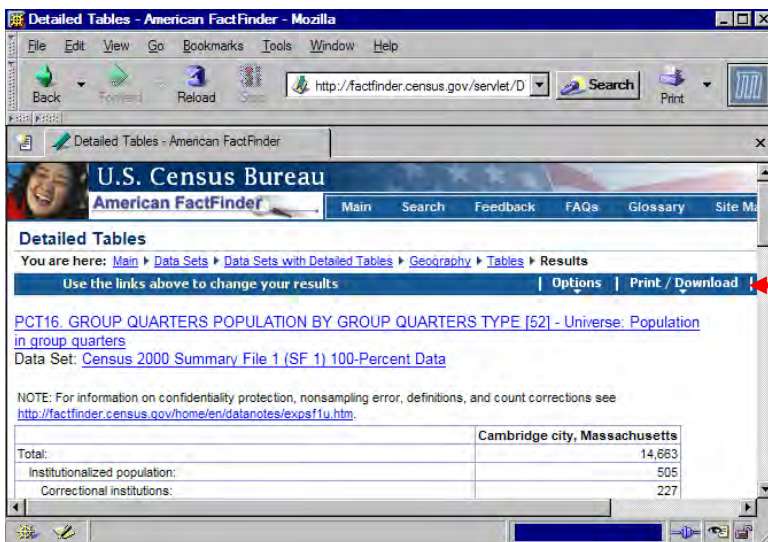 Detailed Tables - American FactFinder - Mozilla
File Edit View Go Bookmarks Tools Window Help
Back Forward Reload Stop http://factfinder.census.gov/servlet/D Search Print
Detailed Tables - American FactFinder
U.S. Census Bureau
American FactFinder Main Search Feedback FAQs Glossary Site Ma
Detailed Tables
You are here: Main Data Sets Data Sets with Detailed Tables Geography Tables Results
Use the links above to change your results | Options | Print / Download |
PCT16. GROUP QUARTERS POPULATION BY GROUP QUARTERS TYPE [52] - Universe: Population
in group quarters
Data Set: Census 2000 Summary File 1 (SF 1) 100-Percent Data
NOTE: For information on confidentiality protection, nonsampling error, definitions, and count corrections see
http://factfinder.census.gov/home/en/datanotes/expsf1u.htm.
Cambridge city, Massachusetts
Total: 14,663
Institutionalized population: 505
Correctional institutions: 227